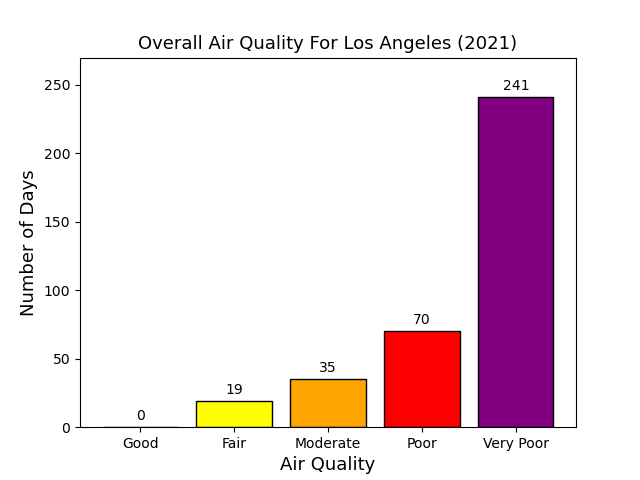 Overall Air Quality For Los Angeles (2021)
250
200
150
100
50
0
Number of Days
0
19
35
70
241
Good Fair Moderate Poor Very Poor
Air Quality